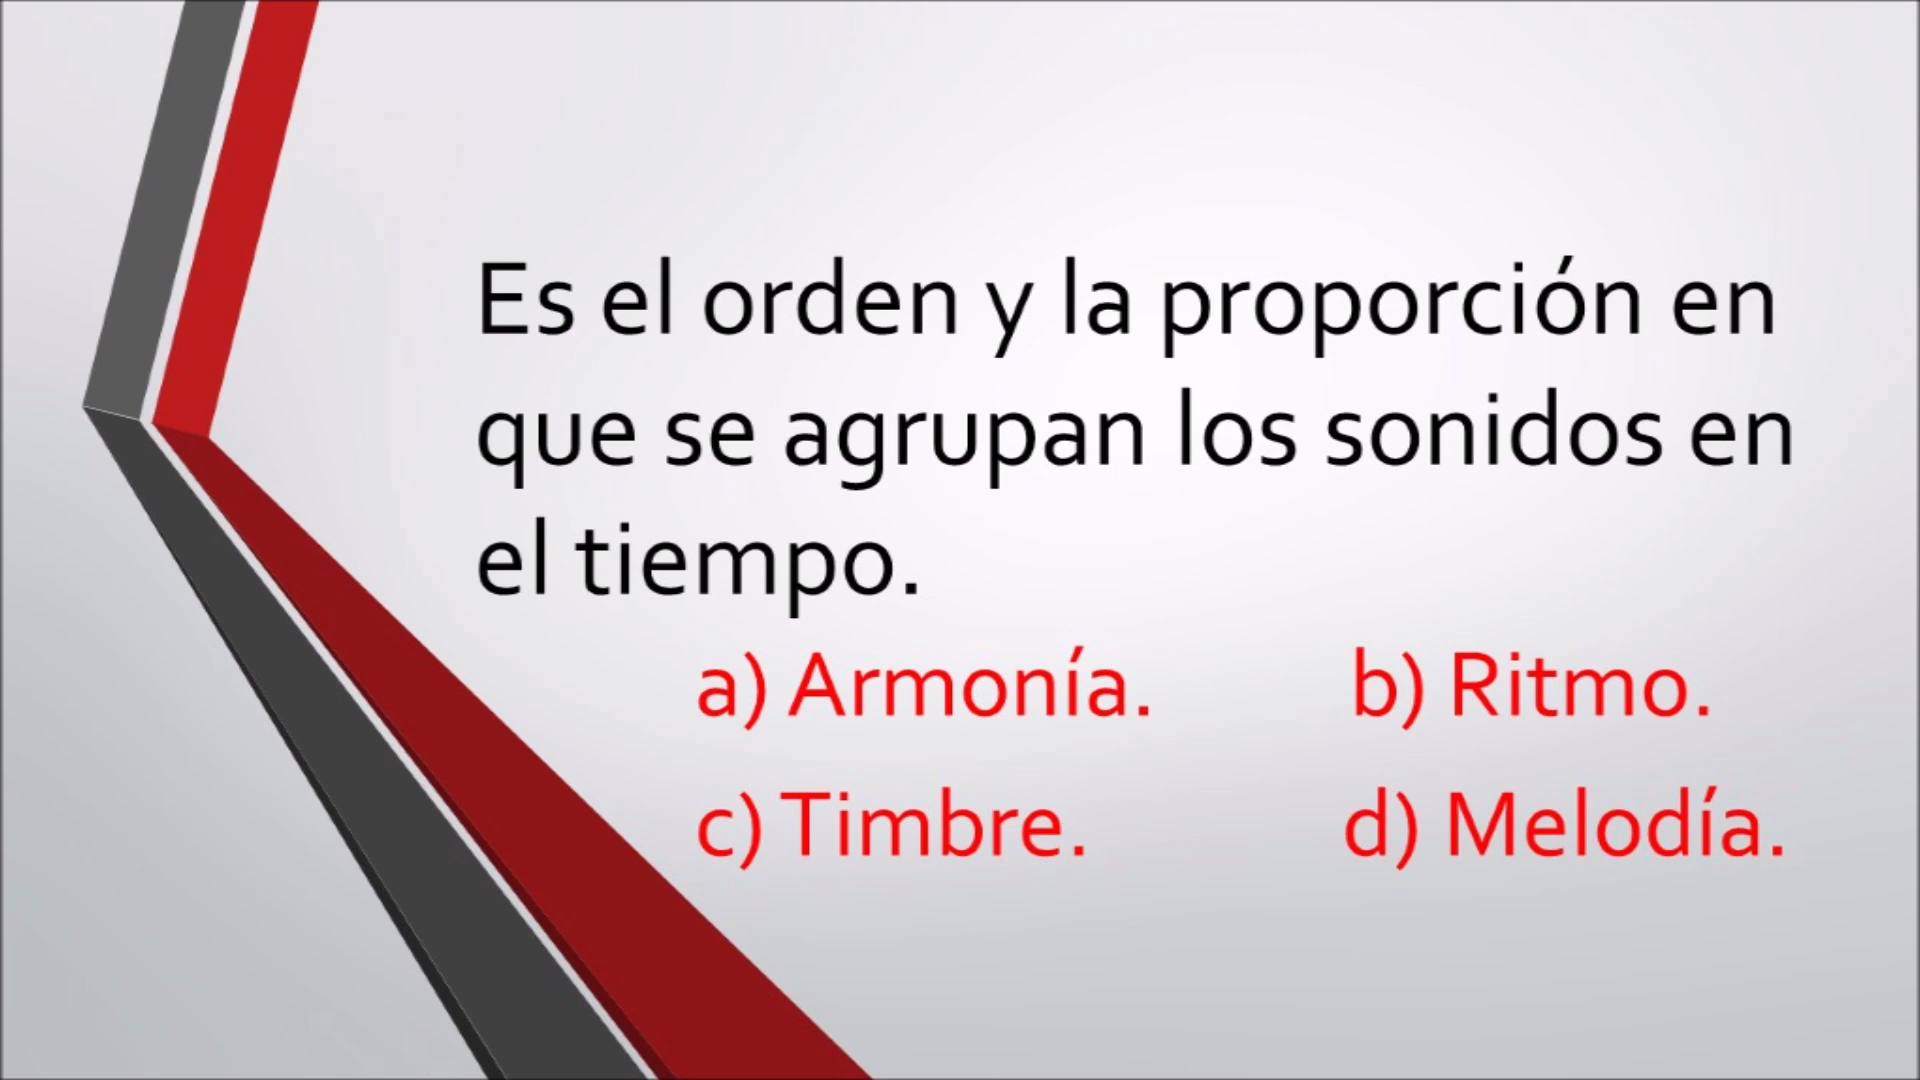 Es el orden y la proporción en
que se agrupan los sonidos en
el tiempo.
a) Armonía. b) Ritmo.
c) Timbre. d) Melodía.